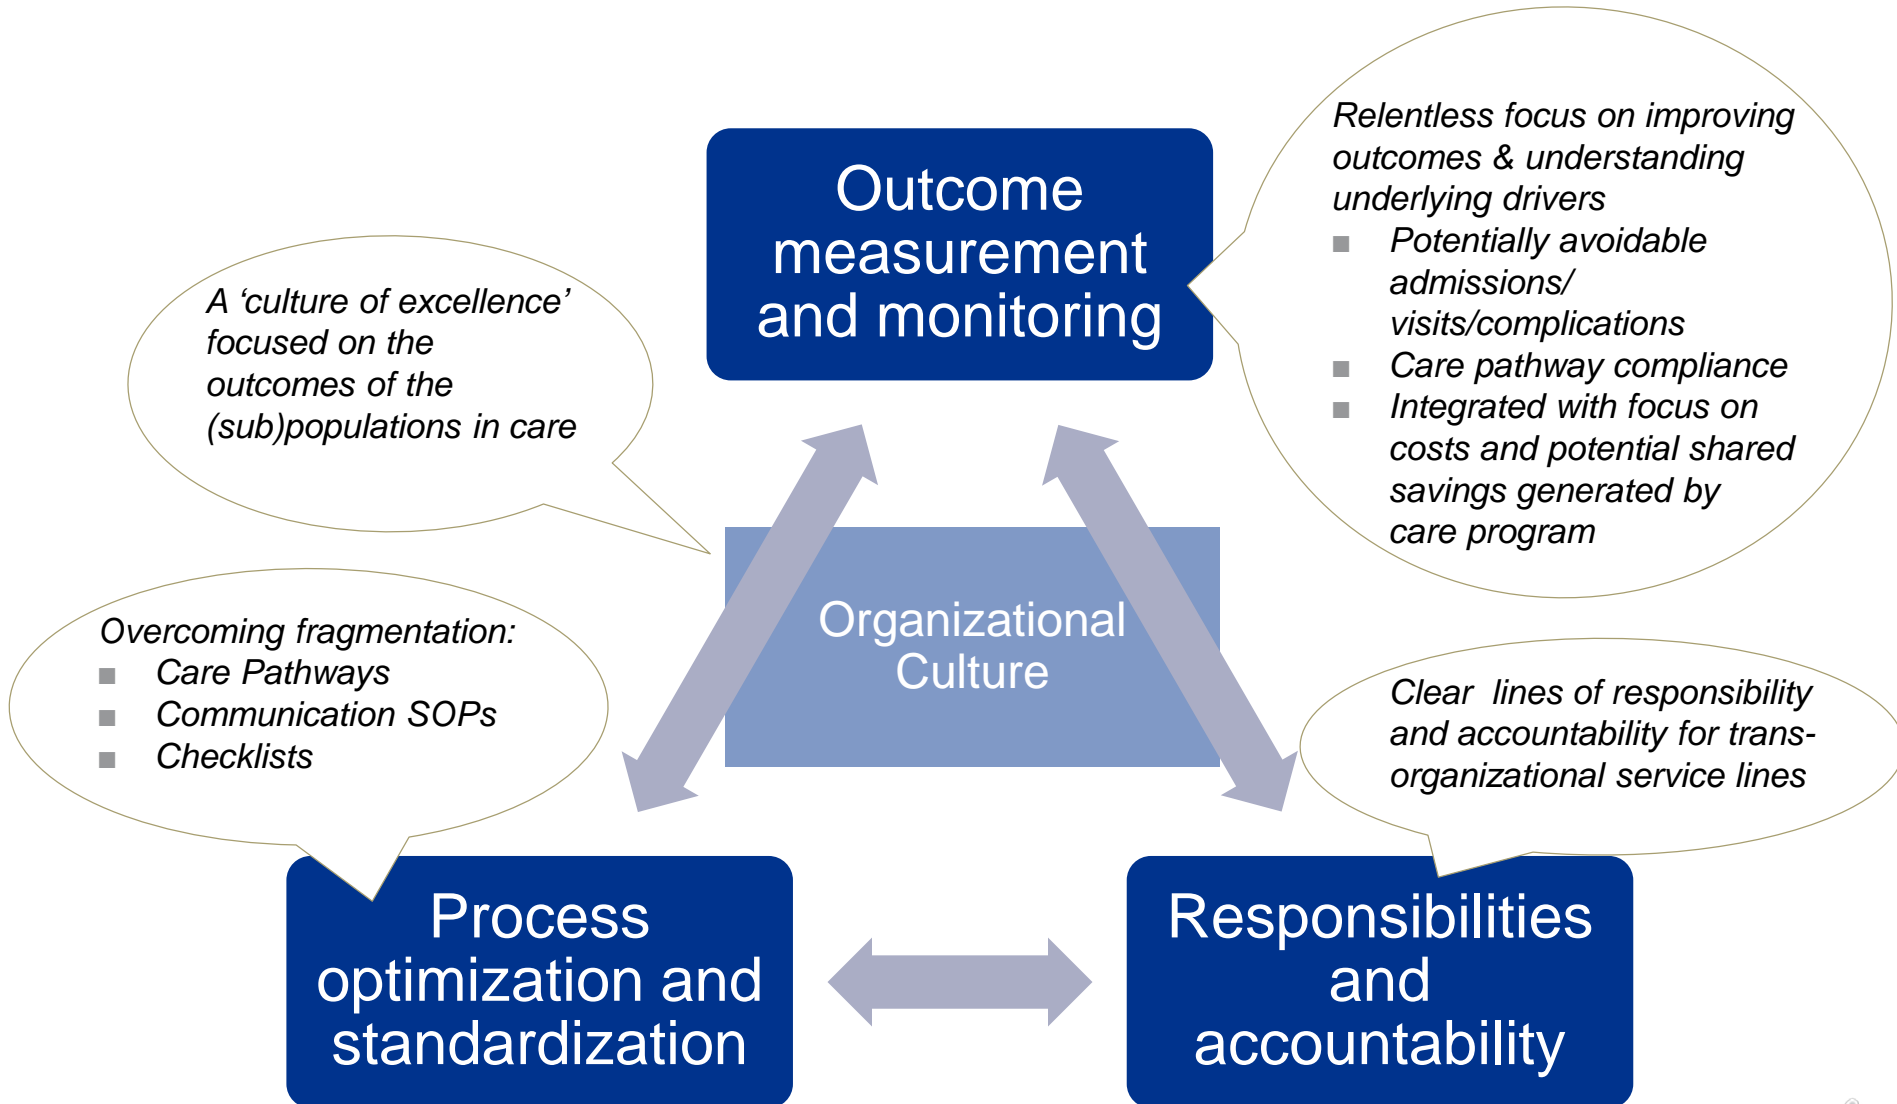 Outcome
measurement
and monitoring
Relentless focus on improving
outcomes & understanding
underlying drivers
■ Potentially avoidable
admissions/
visits/complications
■ Care pathway compliance
■ Integrated with focus on
costs and potential shared
savings generated by
care program
A ‘culture of excellence’
focused on the
outcomes of the
(sub)populations in care
Organizational
Culture
Overcoming fragmentation:
■ Care Pathways
■ Communication SOPs
■ Checklists
Clear lines of responsibility
and accountability for trans-
organizational service lines
Process
optimization and
standardization
Responsibilities
and
accountability